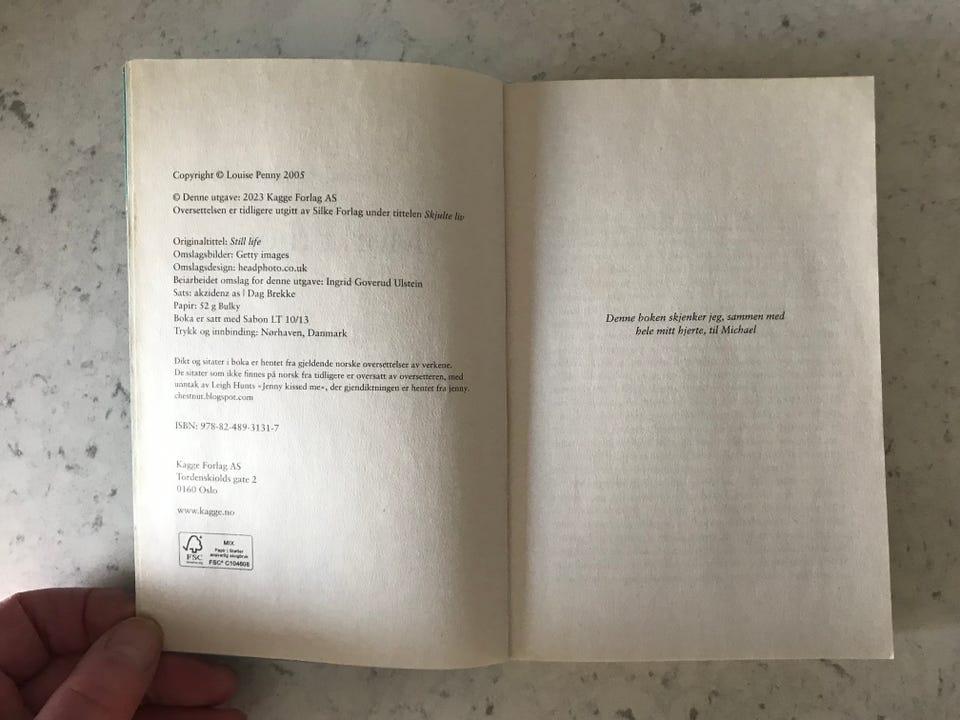 Copyright © Louise Penny 2005
© Denne utgave: 2023 Kagge Forlag AS
Oversettelsen er tidligere utgitt av Silke Forlag under tittelen Skjulte liv
Originaltittel: Still life
Omslagsbilder: Getty images
Omslagsdesign: headphoto.co.uk
Beiarbeidet omslag for denne utgave: Ingrid Goverud Ulstein
Sats: akzidenz as | Dag Brekke
Papir: 52 g Bulky
Boka er satt med Sabon LT 10/13
Trykk og innbinding: Nørhaven, Danmark
Dikt og sitater i boka er hentet fra gjeldende norske oversettelser av verkene.
De sitater som ikke finnes på norsk fra tidligere er oversatt av oversetteren, med
unntak av Leigh Hunts «Jenny kissed me», der gjendiktningen er hentet fra jenny.
chestnut.blogspot.com
ISBN: 978-82-489-3131-7
Kagge Forlag AS
Tordenskiolds gate 2
0160 Oslo
www.kagge.no
FSC
MIX
Papir | Støtter
ansvarlig skogbruk
FSC® C104608
Denne boken skjenker jeg, sammen med
hele mitt hjerte, til Michael